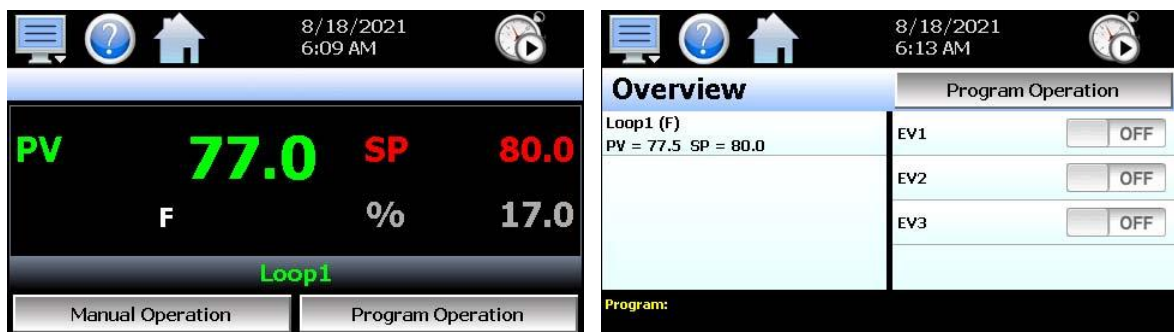 8/18/2021
6:09 AM
PV 77.0 SP 80.0
F % 17.0
Loop1
Manual Operation Program Operation
8/18/2021
6:13 AM
Overview Program Operation
Loop1 (F)
PV = 77.5 SP = 80.0
EV1 OFF
EV2 OFF
EV3 OFF
Program: